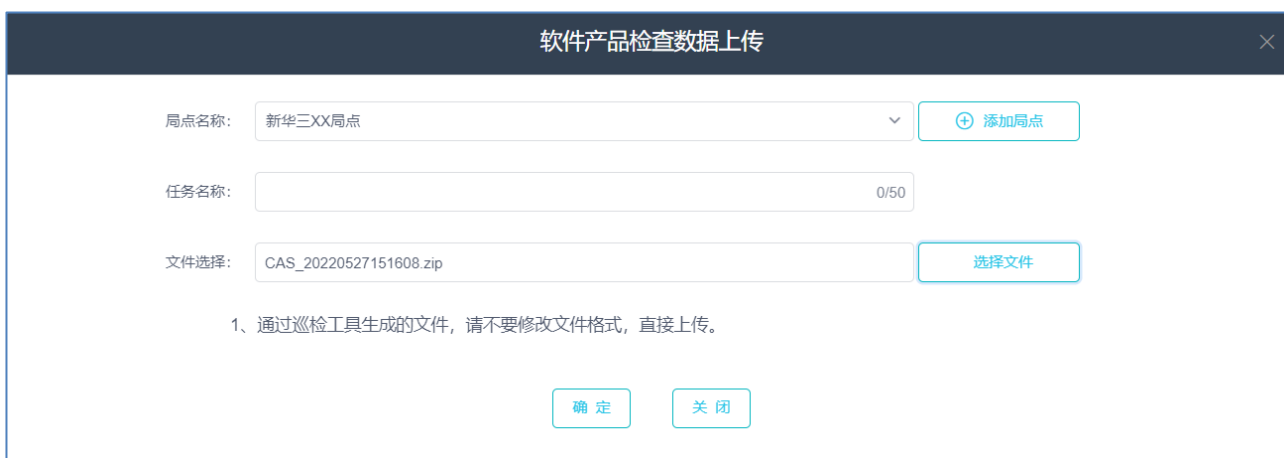 软件产品检查数据上传
局点名称： 新华三XX局点 添加局点
任务名称： 0/50
文件选择： CAS_20220527151608.zip 选择文件
1、通过巡检工具生成的文件，请不要修改文件格式，直接上传。
确 定 关 闭